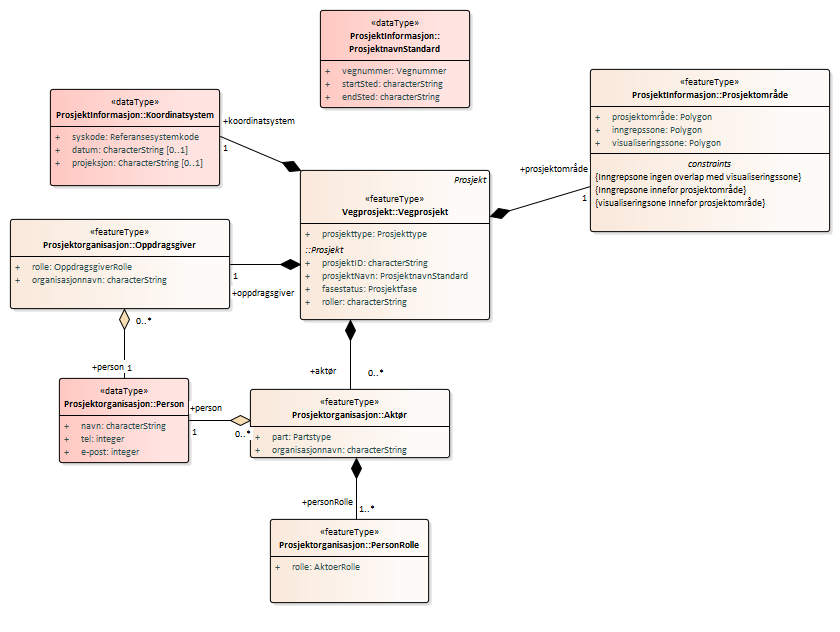 «dataType»
ProsjektInformasjon::
ProsjektnavnStandard
+ vegnummer: Vegnummer
+ startSted: characterString
+ endSted: characterString
«dataType»
ProsjektInformasjon::Koordinatsystem
+ syskode: Referansesystemkode
+ datum: CharacterString [0..1]
+ projeksjon: CharacterString [0..1]
+koordinatsystem
1
«featureType»
ProsjektInformasjon::Prosjektområde
+ prosjektområde: Polygon
+ inngrepssone: Polygon
+ visualiseringssone: Polygon
constraints
{Inngrepsone ingen overlap med visualiseringssone}
{Inngrepsone innefor prosjektområde}
{visualiseringsone Innefor prosjektområde}
+prosjektområde
1
Prosjekt
«featureType»
Vegprosjekt::Vegprosjekt
+ prosjekttype: Prosjekttype
::Prosjekt
+ prosjektID: characterString
+ prosjektNavn: ProsjektnavnStandard
+ fasestatus: Prosjektfase
+ roller: characterString
«featureType»
Prosjektorganisasjon::Oppdragsgiver
+ rolle: OppdragsgiverRolle
+ organisasjonnavn: characterString
1
+oppdragsgiver
0..*
+person 1
«dataType»
Prosjektorganisasjon::Person
+ navn: characterString
+ tel: integer
+ e-post: integer
+person
1
0..*
+aktør
0..*
«featureType»
Prosjektorganisasjon::Aktør
+ part: Partstype
+ organisasjonnavn: characterString
+personRolle
1..*
«featureType»
Prosjektorganisasjon::PersonRolle
+ rolle: AktoerRolle